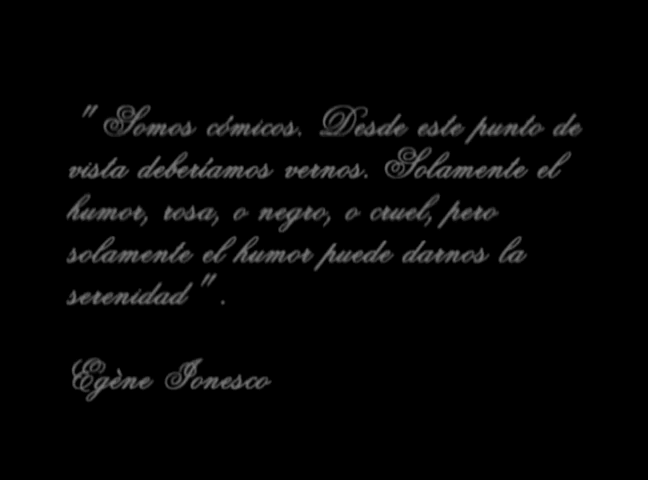 "Somos cómicos. Desde este punto de
vista deberíamos vernos. Solamente el
humor, rosa, o negro, o cruel, pero
solamente el humor puede darnos la
serenidad".
Egène Ionesco